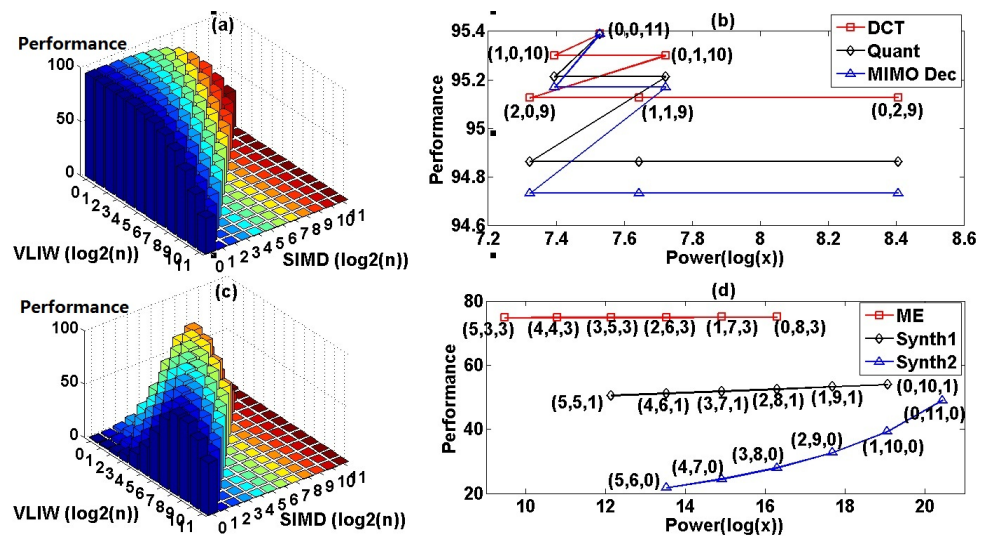 (a)
Performance
100
50
0
0 1 2 3 4 5 6 7 8 9 10 11
VLIW (log2(n))
0 1 2 3 4 5 6 7 8 9 10 11
SIMD (log2(n))
(b)
95.4
95.2
95
94.8
94.6
Performance
(0,0,11)
(1,0,10)
(0,1,10)
(2,0,9)
(1,1,9)
(0,2,9)
DCT
Quant
MIMO Dec
7.2 7.4 7.6 7.8 8 8.2 8.4 8.6
Power(log(x))
(c)
Performance
100
50
0
0 1 2 3 4 5 6 7 8 9 10 11
VLIW (log2(n))
0 1 2 3 4 5 6 7 8 9 10 11
SIMD (log2(n))
(d)
80
60
40
20
Performance
(5,3,3) (4,4,3) (3,5,3) (2,6,3) (1,7,3) (0,8,3)
ME
Synth1
Synth2
(5,5,1) (4,6,1) (3,7,1) (2,8,1) (1,9,1) (0,10,1)
(5,6,0) (4,7,0) (3,8,0) (2,9,0) (1,10,0) (0,11,0)
10 12 14 16 18 20
Power(log(x))